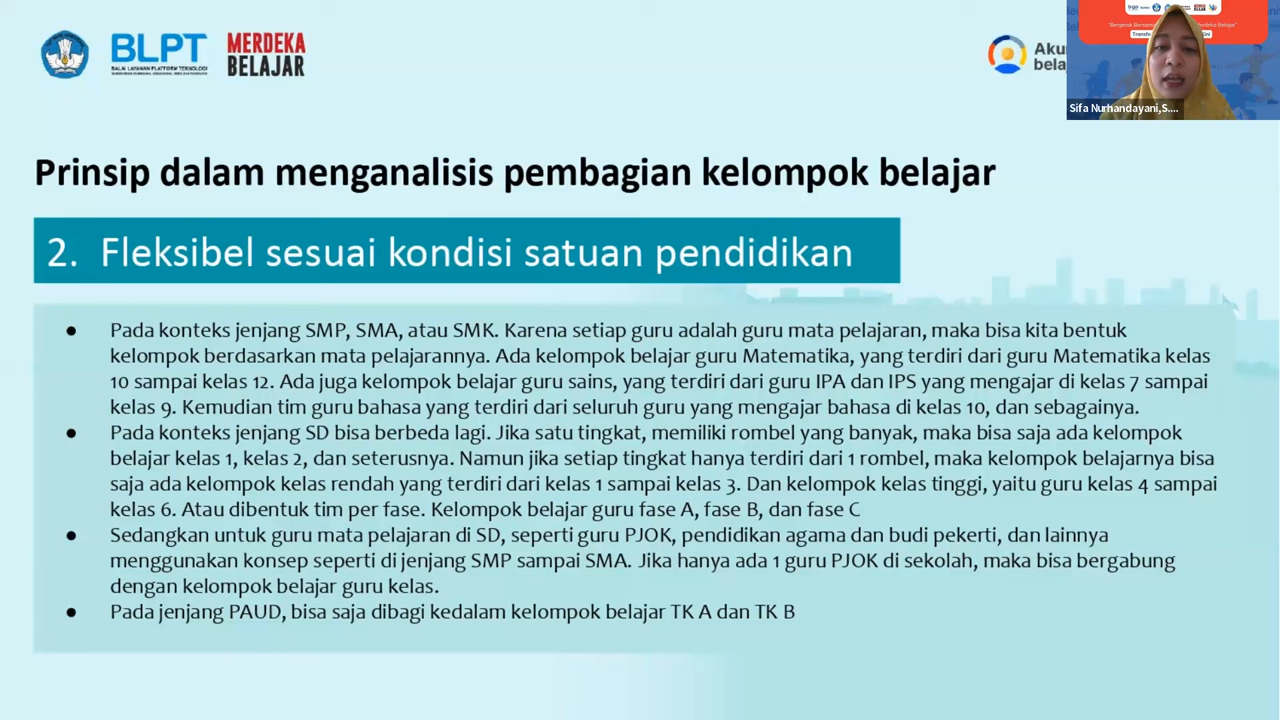 BLPT
BALAI LAYANAN PLATFORM TEKNOLOGI
MERDEKA
BELAJAR
Sifa Nurhandayani,S....
Prinsip dalam menganalisis pembagian kelompok belajar
2. Fleksibel sesuai kondisi satuan pendidikan
● Pada konteks jenjang SMP, SMA, atau SMK. Karena setiap guru adalah guru mata pelajaran, maka bisa kita bentuk
kelompok berdasarkan mata pelajarannya. Ada kelompok belajar guru Matematika, yang terdiri dari guru Matematika kelas
10 sampai kelas 12. Ada juga kelompok belajar guru sains, yang terdiri dari guru IPA dan IPS yang mengajar di kelas 7 sampai
kelas 9. Kemudian tim guru bahasa yang terdiri dari seluruh guru yang mengajar bahasa di kelas 10, dan sebagainya.
● Pada konteks jenjang SD bisa berbeda lagi. Jika satu tingkat, memiliki rombel yang banyak, maka bisa saja ada kelompok
belajar kelas 1, kelas 2, dan seterusnya. Namun jika setiap tingkat hanya terdiri dari 1 rombel, maka kelompok belajarnya bisa
saja ada kelompok kelas rendah yang terdiri dari kelas 1 sampai kelas 3. Dan kelompok kelas tinggi, yaitu guru kelas 4 sampai
kelas 6. Atau dibentuk tim per fase. Kelompok belajar guru fase A, fase B, dan fase C
● Sedangkan untuk guru mata pelajaran di SD, seperti guru PJOK, pendidikan agama dan budi pekerti, dan lainnya
menggunakan konsep seperti di jenjang SMP sampai SMA. Jika hanya ada 1 guru PJOK di sekolah, maka bisa bergabung
dengan kelompok belajar guru kelas.
● Pada jenjang PAUD, bisa saja dibagi kedalam kelompok belajar TK A dan TK B